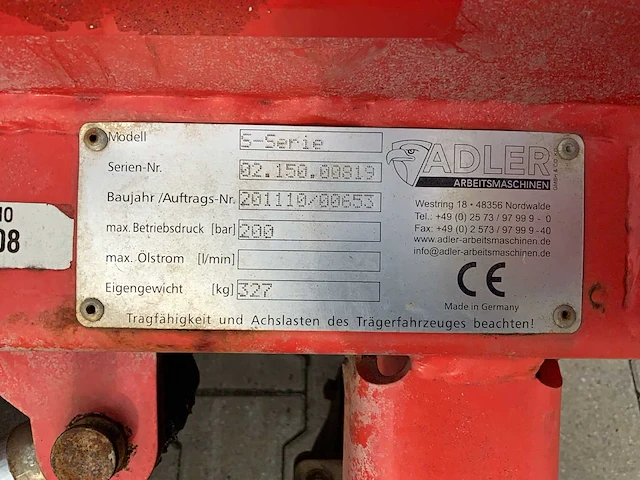 Modell S-Serie
Serien-Nr. 02.150.00819
Baujahr /Auftrags-Nr. 201110/00653
max. Betriebsdruck [bar] 200
max. Ölstrom [l/min]
Eigengewicht [kg] 327
ADLER
ARBEITSMASCHINEN
Westring 18 · 48356 Nordwalde
Tel.: +49 (0) 25 73 / 97 99 9 - 0
Fax: +49 (0) 2 573 / 97 99 9 -40
www.adler-arbeitsmaschinen.de
info@adler-arbeitsmaschinen.de
CE
Made in Germany
Tragfähigkeit und Achslasten des Trägerfahrzeuges beachten!
10
08